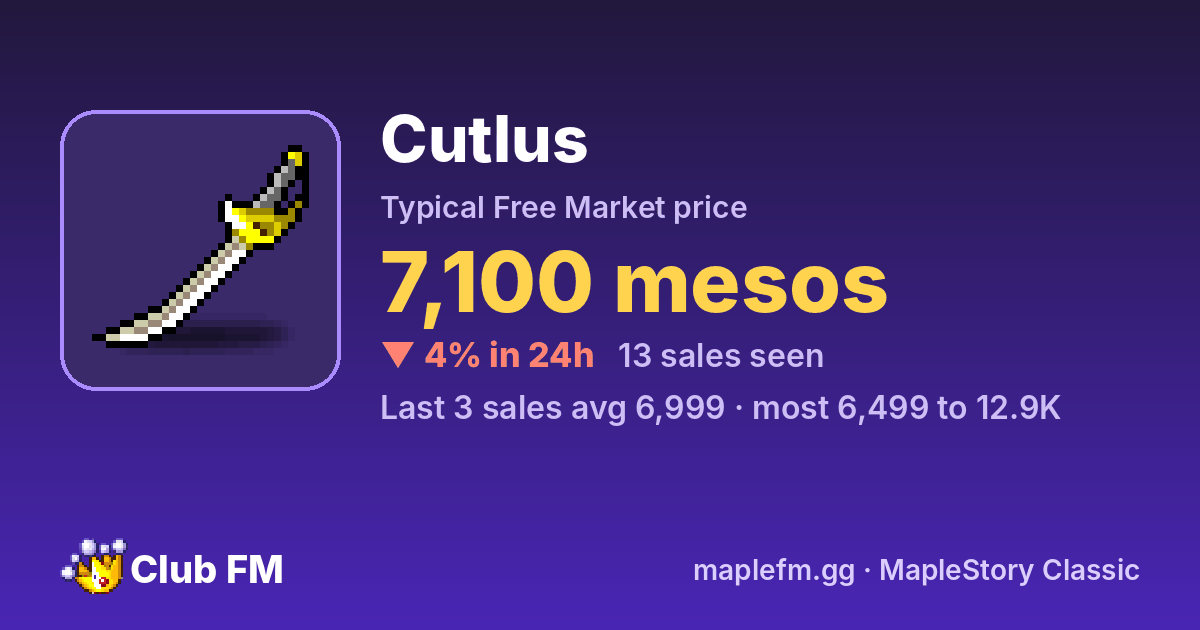 Cutlus
Typical Free Market price
7,100 mesos
▼ 4% in 24h 13 sales seen
Last 3 sales avg 6,999 · most 6,499 to 12.9K
Club FM
maplefm.gg · MapleStory Classic